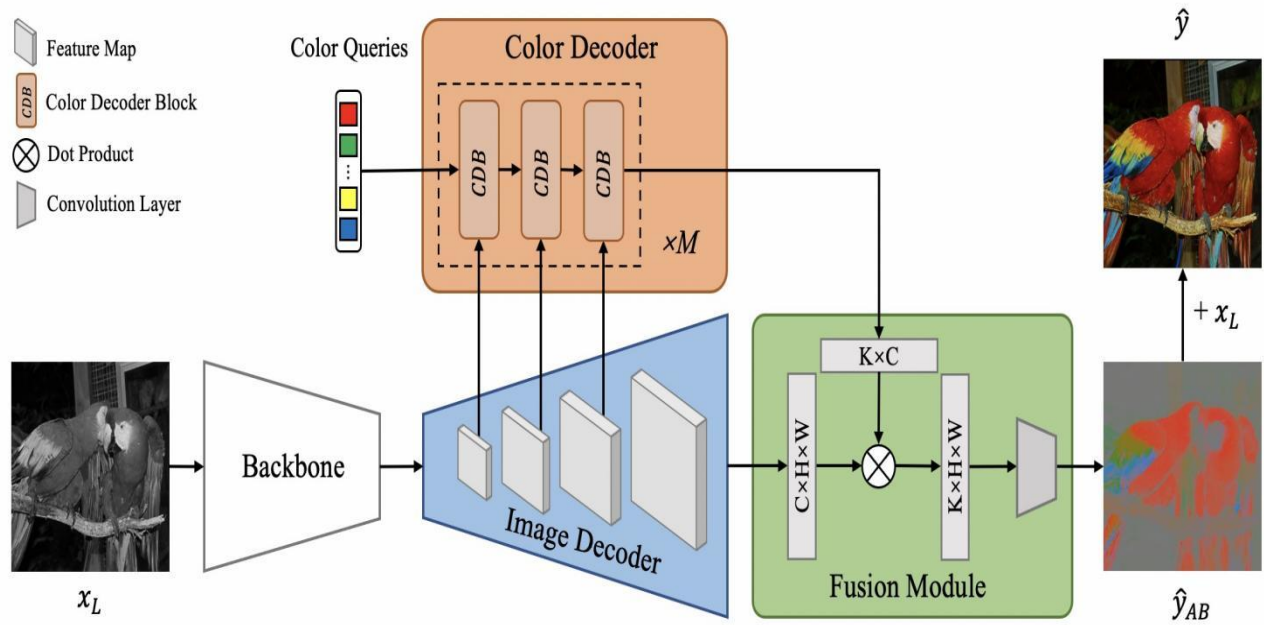 Feature Map
CDB
Color Decoder Block
Dot Product
Convolution Layer
Color Queries
...
Color Decoder
CDB
CDB
CDB
×M
x_L
Backbone
Image Decoder
K×C
C×H×W
K×H×W
Fusion Module
ŷ
+ x_L
ŷ_AB